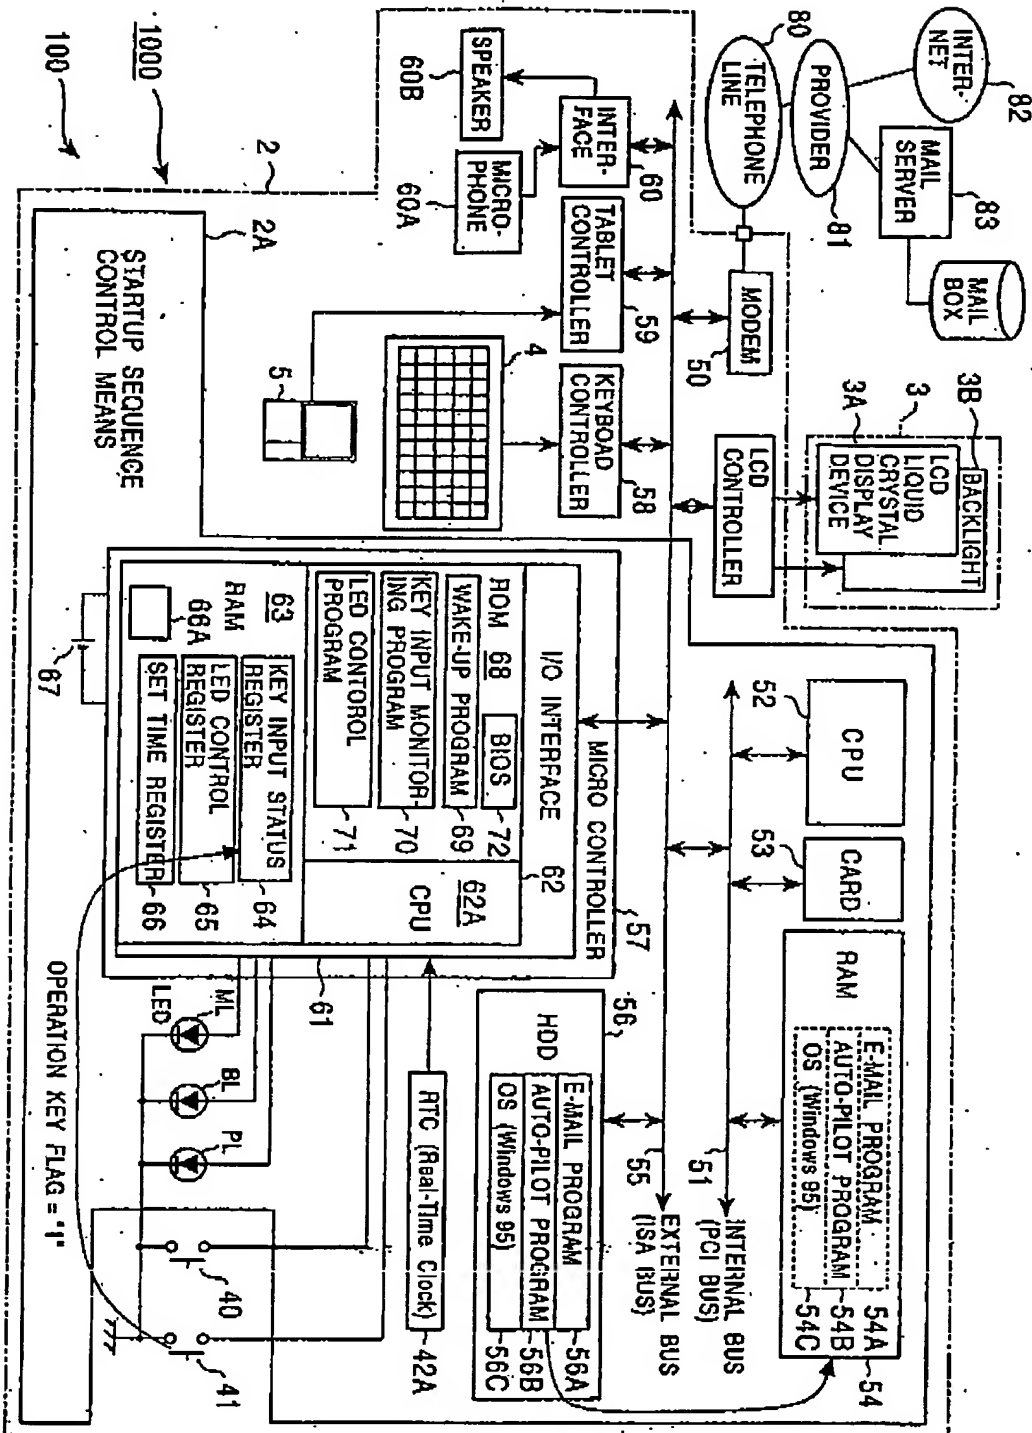 INTER-
NET
82
80
TELEPHONE
LINE
PROVIDER
81
MAIL
SERVER
83
MAIL
BOX
1000
100
2
2A
SPEAKER
60B
INTER-
FACE
60
MICRO-
PHONE
60A
MODEM
50
3B
BACKLIGHT
3
3A
LCD
LIQUID
CRYSTAL
DISPLAY
DEVICE
LCD
CONTROLLER
TABLET
CONTROLLER
59
KEYBOAD
CONTROLLER
58
4
5
STARTUP SEQUENCE
CONTROL MEANS
52
CPU
53
CARD
RAM
E-MAIL PROGRAM
AUTO-PILOT PROGRAM
OS (Windows 95)
54A
54B
54C
54
51
INTERNAL BUS
(PCI BUS)
55
EXTERNAL BUS
(ISA BUS)
56
HDD
E-MAIL PROGRAM
AUTO-PILOT PROGRAM
OS (Windows 95)
56A
56B
56C
MICRO CONTROLLER
57
I/O INTERFACE
62
ROM
68
BIOS
72
WAKE-UP PROGRAM
69
KEY INPUT MONITOR-
ING PROGRAM
70
LED CONTOROL
PROGRAM
71
62A
CPU
63
RAM
66A
KEY INPUT STATUS
REGISTER
64
LED CONTROL
REGISTER
65
SET TIME REGISTER
66
67
61
RTC (Real-Time Clock)
42A
ML
LED
BL
PL
40
41
OPERATION KEY FLAG = "1"